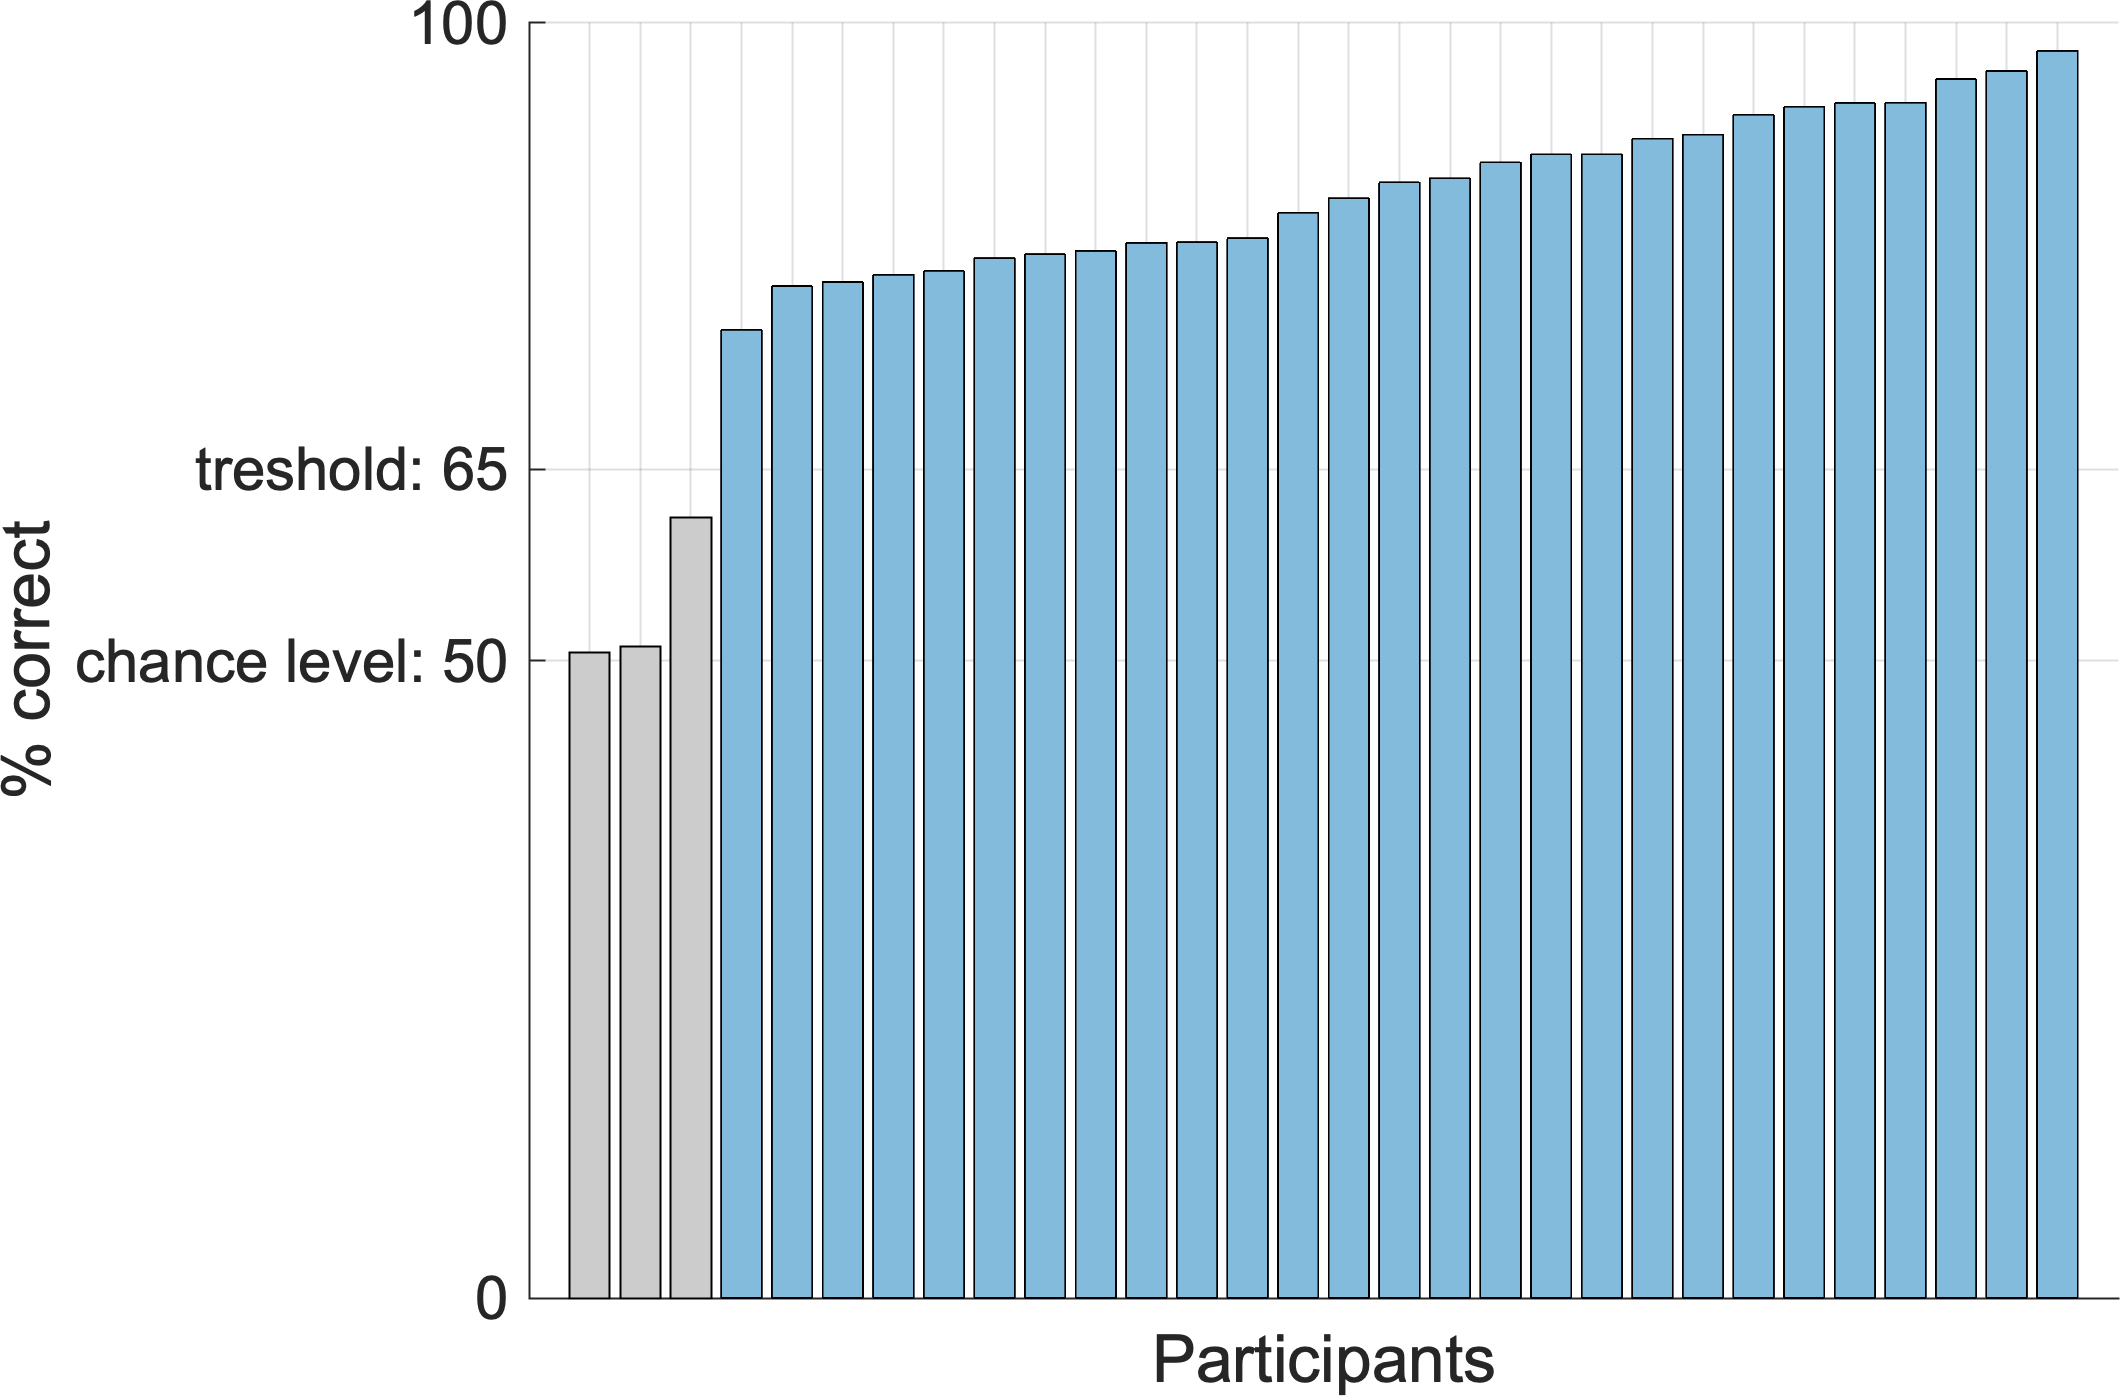 100
treshold: 65
chance level: 50
0
% correct
Participants